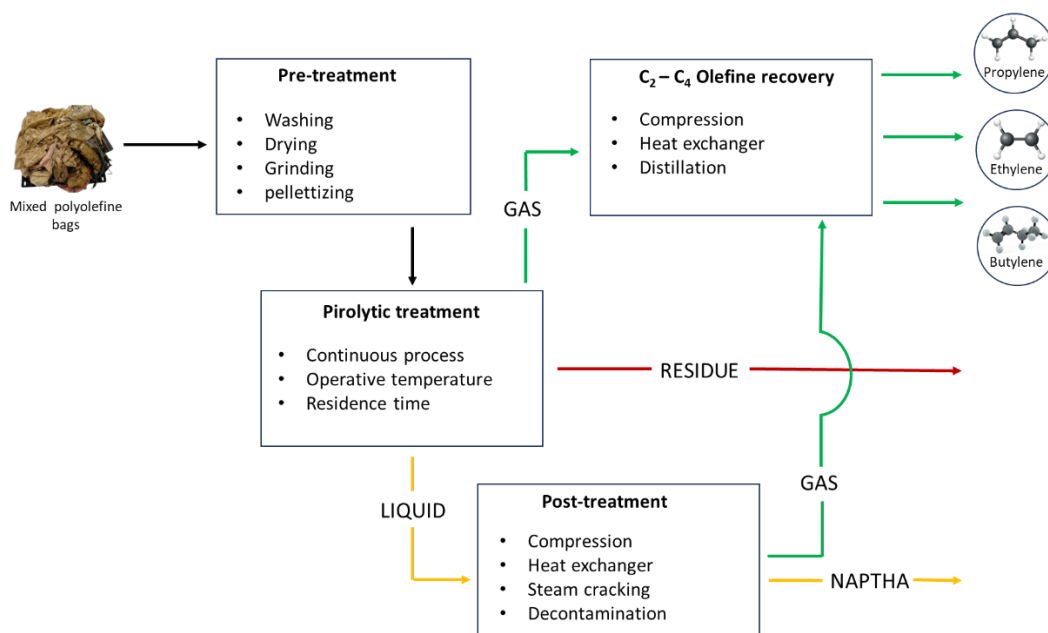 Mixed polyolefine
bags
Pre-treatment
• Washing
• Drying
• Grinding
• pellettizing
GAS
C₂ – C₄ Olefine recovery
• Compression
• Heat exchanger
• Distillation
Propylene
Ethylene
Butylene
Pirolytic treatment
• Continuous process
• Operative temperature
• Residence time
RESIDUE
LIQUID
Post-treatment
• Compression
• Heat exchanger
• Steam cracking
• Decontamination
GAS
NAPTHA